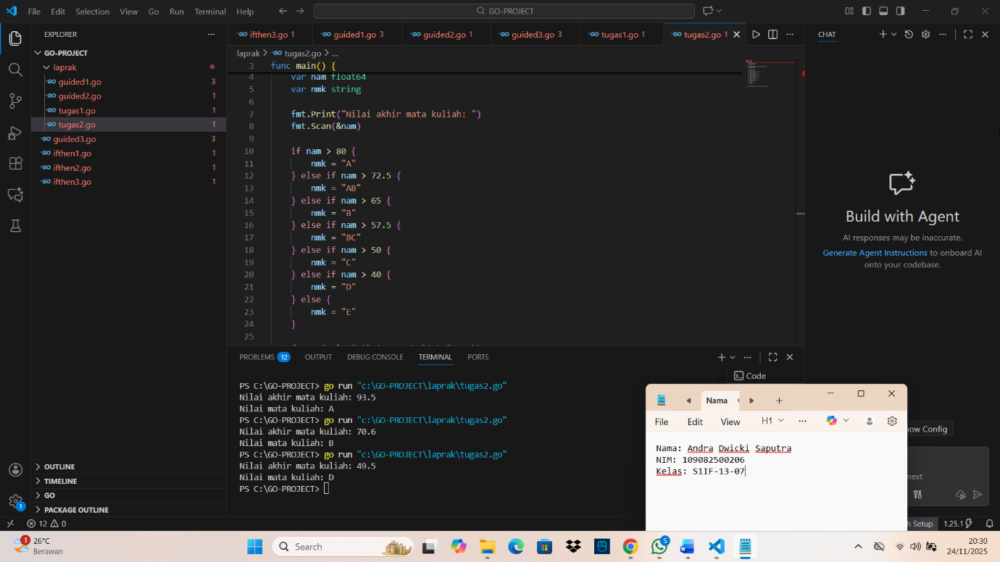 File Edit Selection View Go Run Terminal Help
GO-PROJECT
EXPLORER
GO-PROJECT
laprak
guided1.go 3
guided2.go 1
tugas1.go 1
tugas2.go 1
guided3.go 3
ifthen1.go 1
ifthen2.go 1
ifthen3.go 1
OUTLINE
TIMELINE
GO
PACKAGE OUTLINE
ifthen3.go 1 guided1.go 3 guided2.go 1 guided3.go 3 tugas1.go 1 tugas2.go 1
laprak > tugas2.go > ...
3 func main() {
4 var nam float64
5 var nmk string
6
7 fmt.Print("Nilai akhir mata kuliah: ")
8 fmt.Scan(&nam)
9
10 if nam > 80 {
11 nmk = "A"
12 } else if nam > 72.5 {
13 nmk = "AB"
14 } else if nam > 65 {
15 nmk = "B"
16 } else if nam > 57.5 {
17 nmk = "BC"
18 } else if nam > 50 {
19 nmk = "C"
20 } else if nam > 40 {
21 nmk = "D"
22 } else {
23 nmk = "E"
24 }
25
PROBLEMS 12 OUTPUT DEBUG CONSOLE TERMINAL PORTS
Code
PS C:\GO-PROJECT> go run "c:\GO-PROJECT\laprak\tugas2.go"
Nilai akhir mata kuliah: 93.5
Nilai mata kuliah: A
PS C:\GO-PROJECT> go run "c:\GO-PROJECT\laprak\tugas2.go"
Nilai akhir mata kuliah: 70.6
Nilai mata kuliah: B
PS C:\GO-PROJECT> go run "c:\GO-PROJECT\laprak\tugas2.go"
Nilai akhir mata kuliah: 49.5
Nilai mata kuliah: D
PS C:\GO-PROJECT>
CHAT
Build with Agent
AI responses may be inaccurate.
Generate Agent Instructions to onboard AI
onto your codebase.
Config
Nama
File Edit View H1
Nama: Andra Dwicki Saputra
NIM: 109082500206
Kelas: S1IF-13-07
1
12 0
Setup 1.25.1
1
26°C
Berawan
Search
5
20:30
24/11/2025